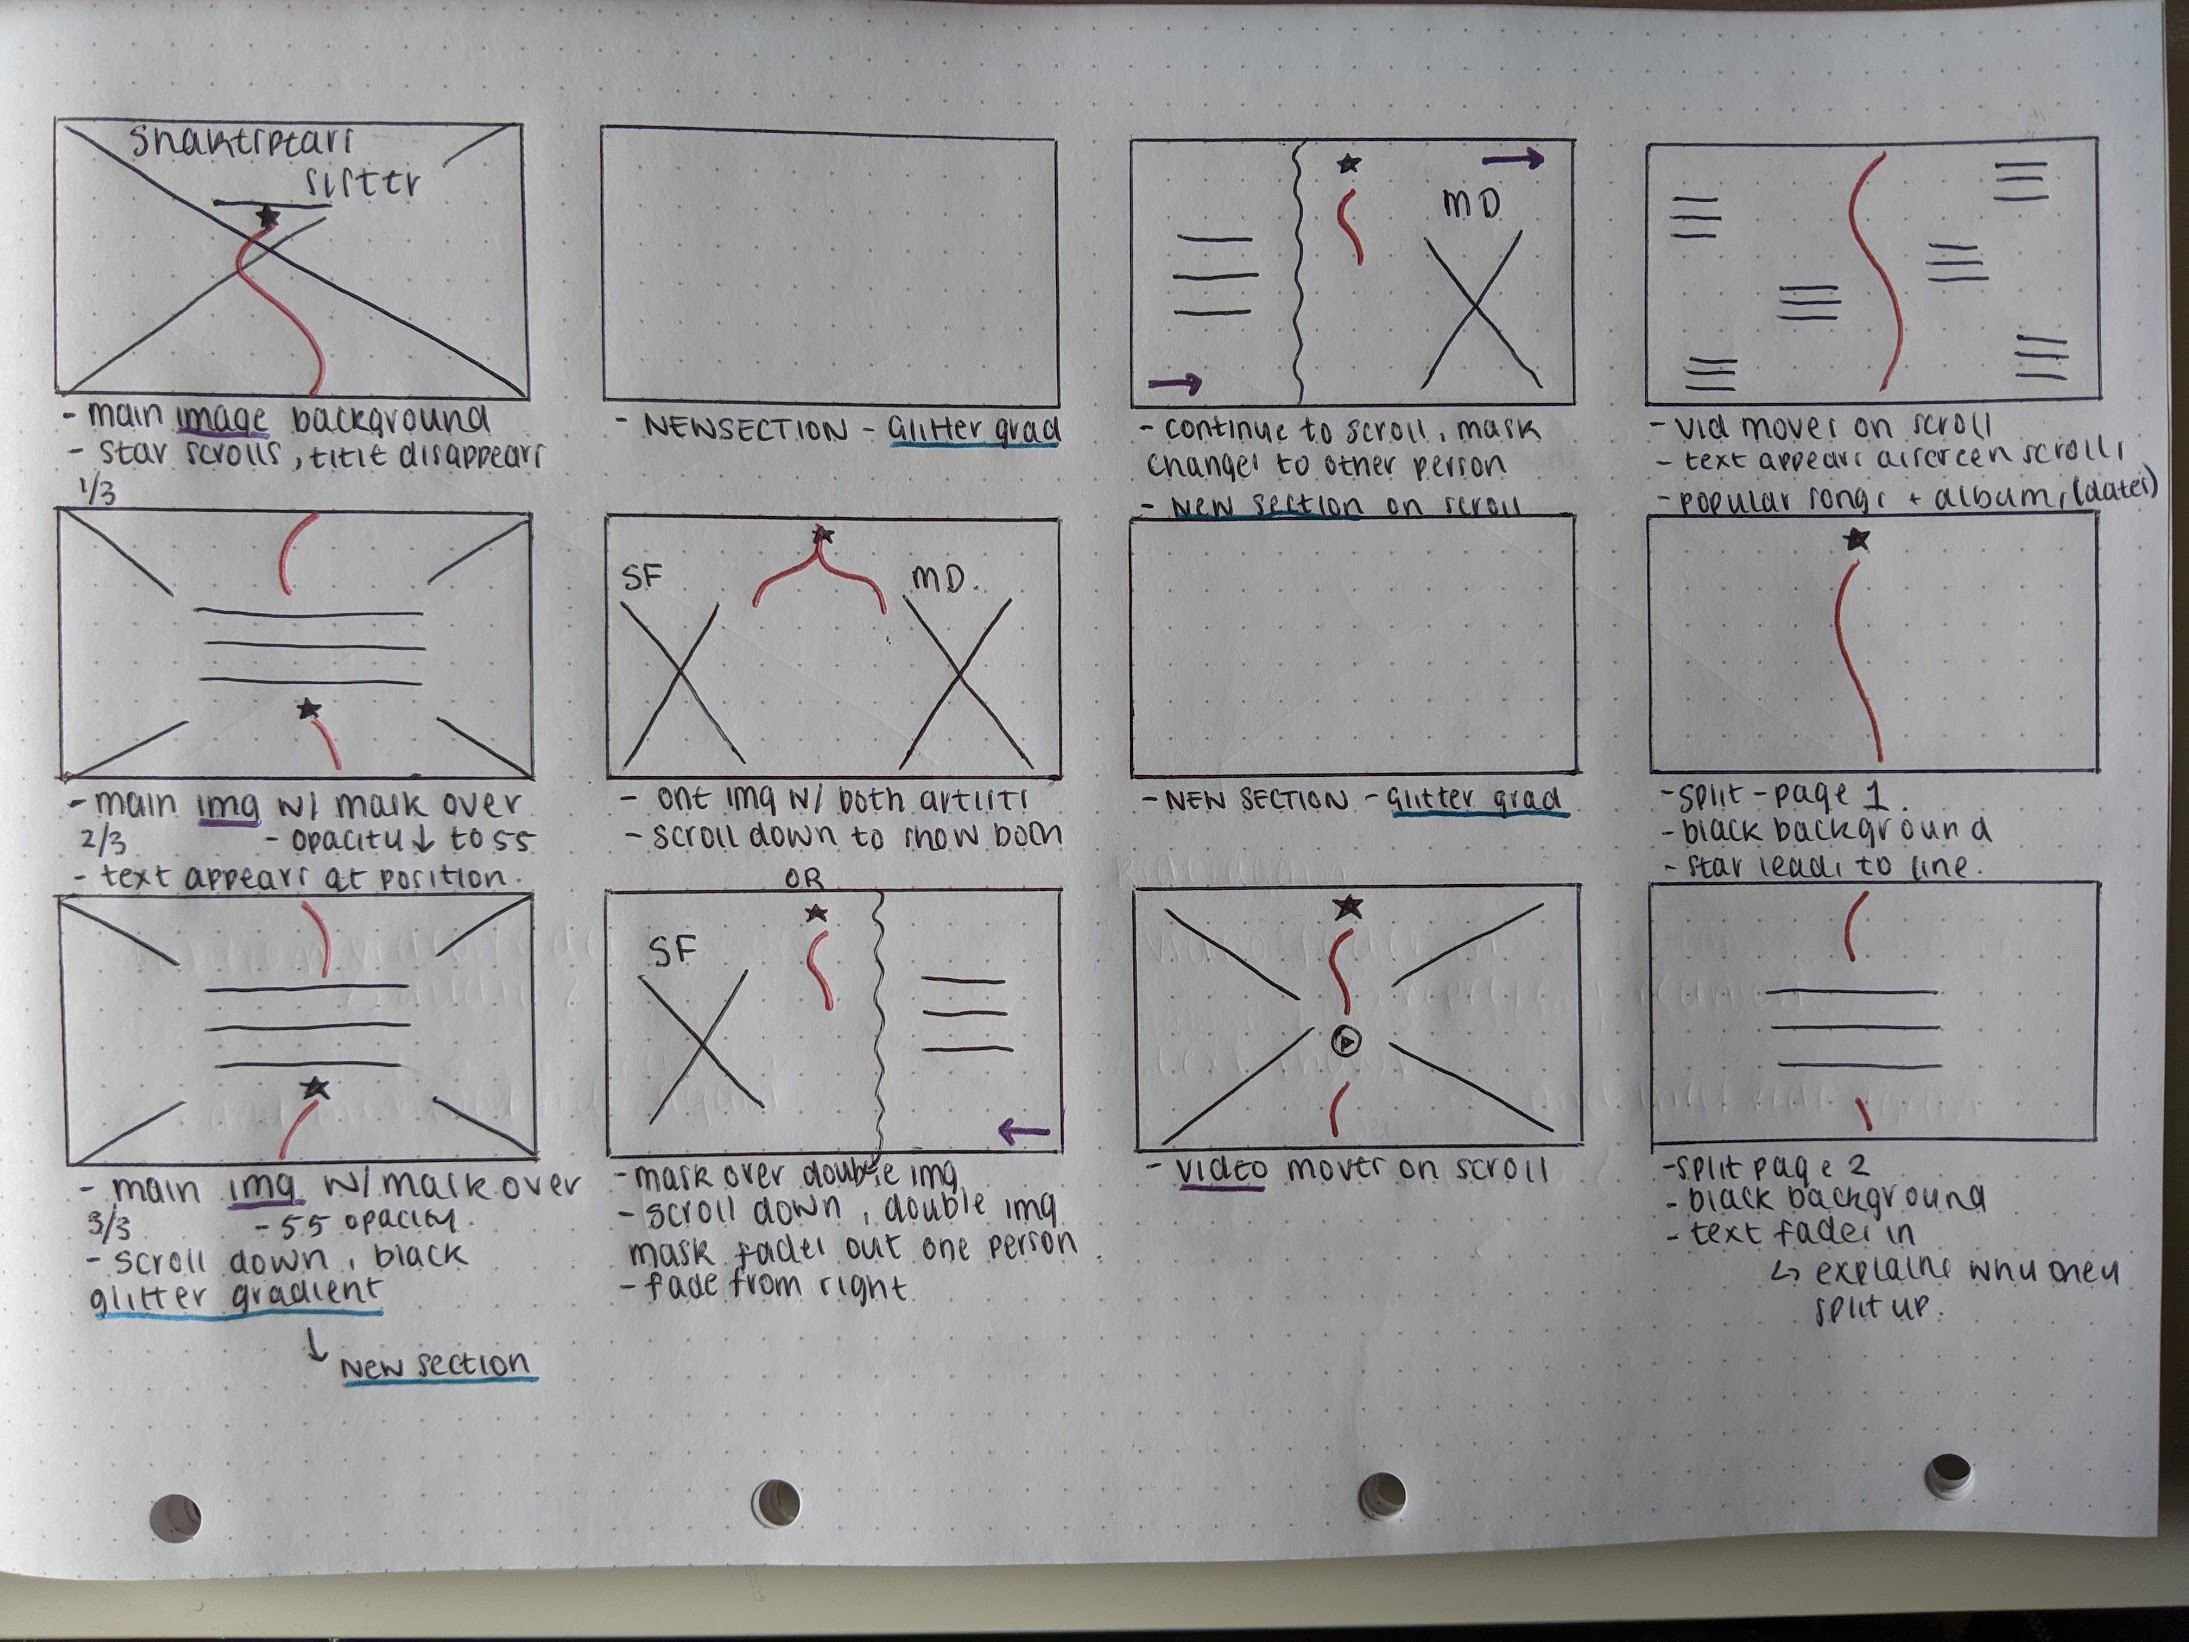 Shakespears
sister
- main image background
- star scrolls, title disappears
1/3
- main img w/ mask over
2/3 - opacity ↓ to 55
- text appears at position.
- main img w/ mask over
3/3 - 55 opacity.
- scroll down, black
glitter gradient
↓ New section
- NEW SECTION - Glitter grad
SF MD.
- one img w/ both artists
- scroll down to show both
OR
SF
- mask over double img
- scroll down, double img
mask fades out one person.
- fade from right
MD
- continue to scroll, mask
changes to other person
- New section on scroll
- NEW SECTION - Glitter grad
- video moves on scroll
- vid moves on scroll
- text appears as screen scrolls
- popular songs + albums, (dates)
- split - page 1.
- black background
- star leads to line.
- split page 2
- black background
- text fades in
↳ explains why they
split up.